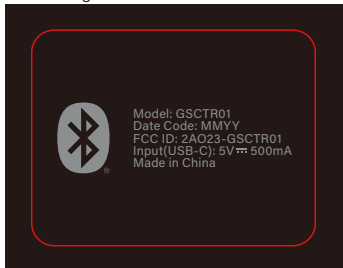 Model: GSCTR01
Date Code: MMYY
FCC ID: 2AO23-GSCTR01
Input(USB-C): 5V⎓500mA
Made in China